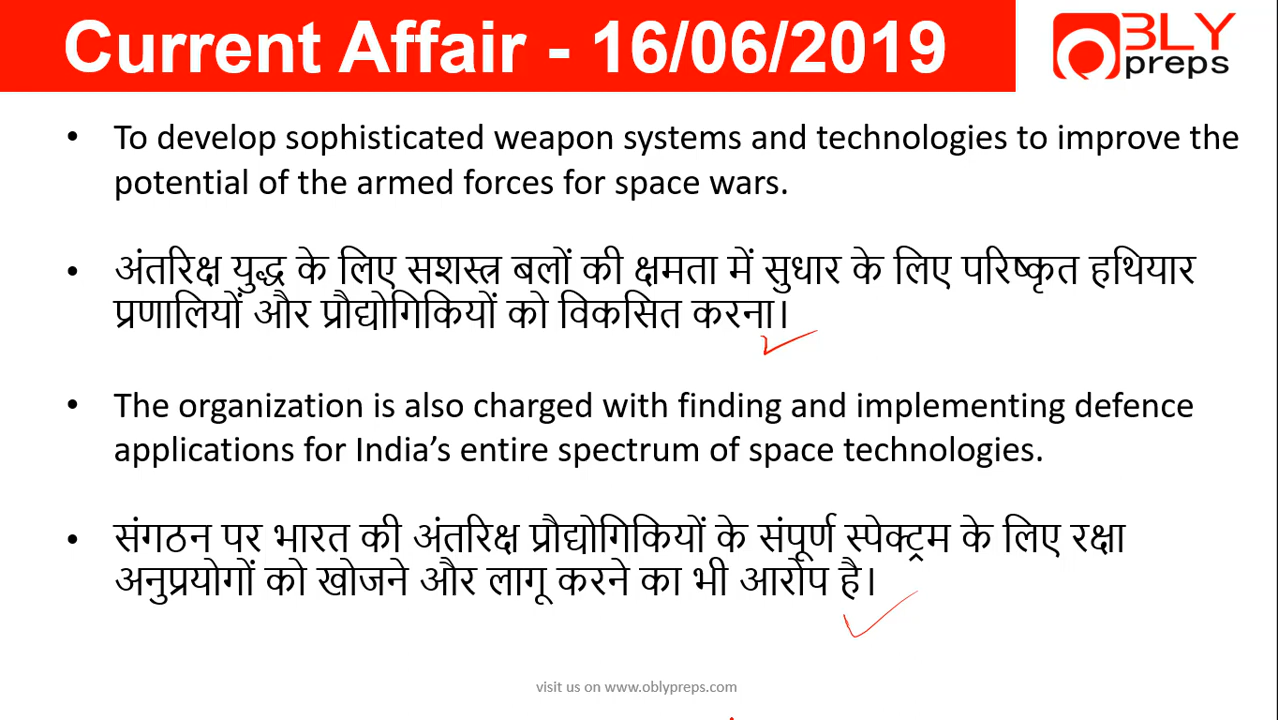 Current Affair - 16/06/2019
OBLY
preps
• To develop sophisticated weapon systems and technologies to improve the
potential of the armed forces for space wars.
• अंतरिक्ष युद्ध के लिए सशस्त्र बलों की क्षमता में सुधार के लिए परिष्कृत हथियार
प्रणालियों और प्रौद्योगिकियों को विकसित करना।
• The organization is also charged with finding and implementing defence
applications for India’s entire spectrum of space technologies.
• संगठन पर भारत की अंतरिक्ष प्रौद्योगिकियों के संपूर्ण स्पेक्ट्रम के लिए रक्षा
अनुप्रयोगों को खोजने और लागू करने का भी आरोप है।
visit us on www.oblypreps.com